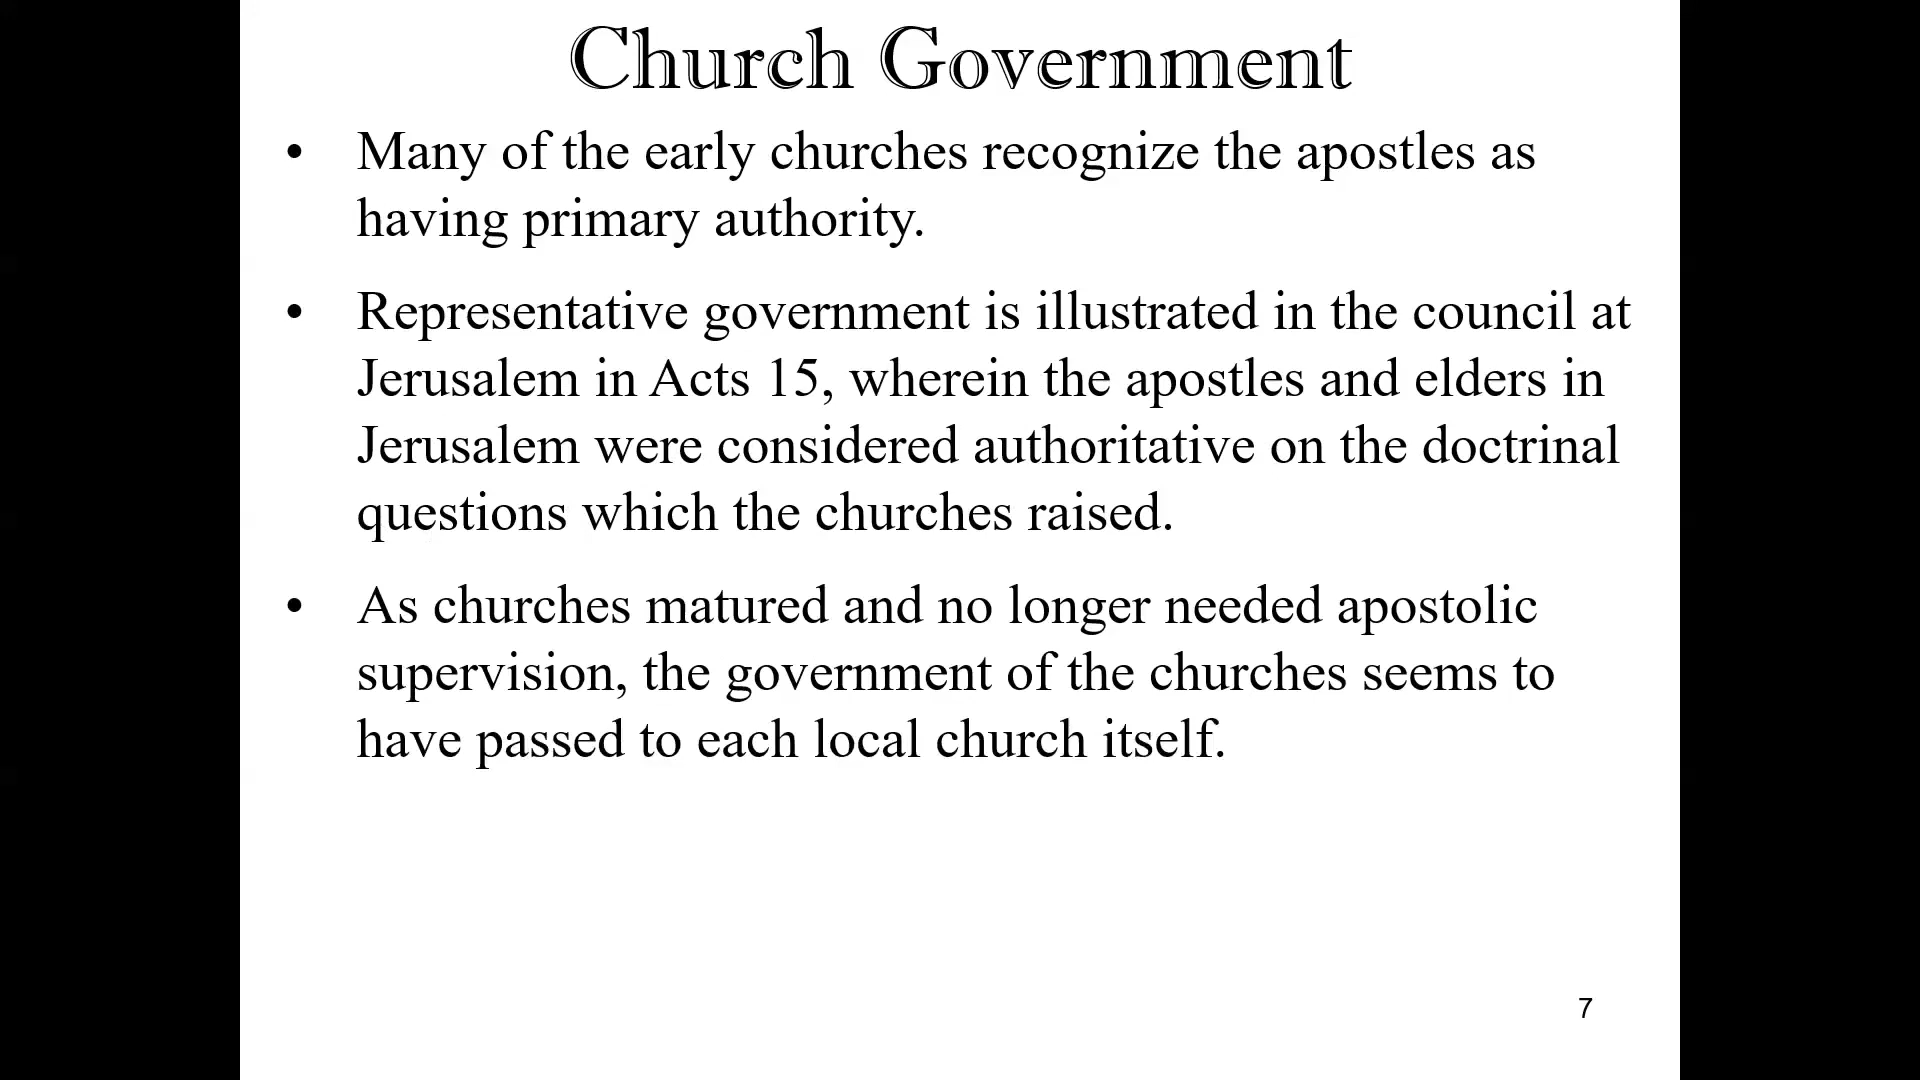 Church Government
• Many of the early churches recognize the apostles as
having primary authority.
• Representative government is illustrated in the council at
Jerusalem in Acts 15, wherein the apostles and elders in
Jerusalem were considered authoritative on the doctrinal
questions which the churches raised.
• As churches matured and no longer needed apostolic
supervision, the government of the churches seems to
have passed to each local church itself.
7